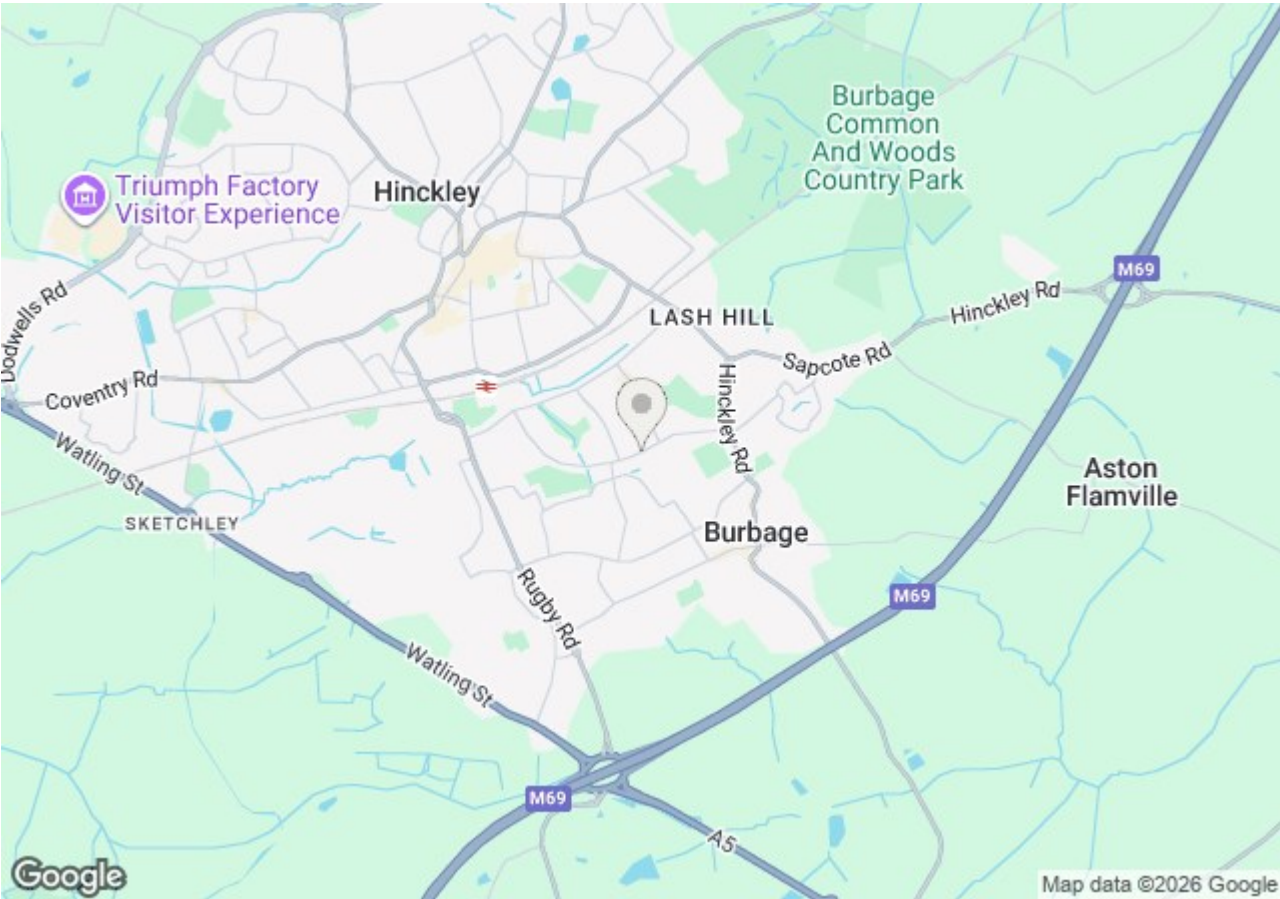 Burbage
Common
And Woods
Country Park
Triumph Factory
Visitor Experience
Hinckley
M69
Dodwells Rd
Hinckley Rd
LASH HILL
Sapcote Rd
Coventry Rd
Hinckley Rd
Watling St
Aston
Flamville
SKETCHLEY
Burbage
Rugby Rd
M69
Watling St
M69
A5
Google
Map data ©2026 Google